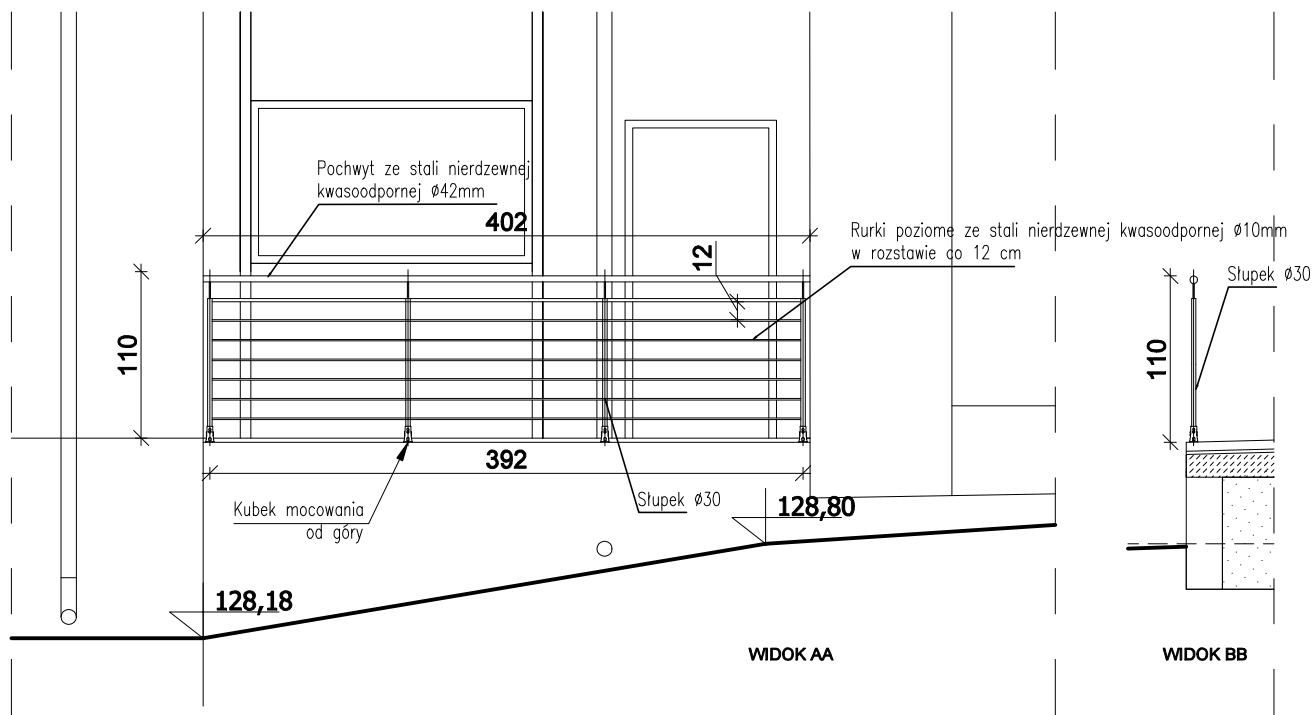 Pochwyt ze stali nierdzewnej
kwasoodpornej ø42mm
402
Rurki poziome ze stali nierdzewnej kwasoodpornej ø10mm
w rozstawie co 12 cm
12
Słupek ø30
110
110
392
Kubek mocowania
od góry
Słupek ø30
128,80
128,18
WIDOK AA
WIDOK BB